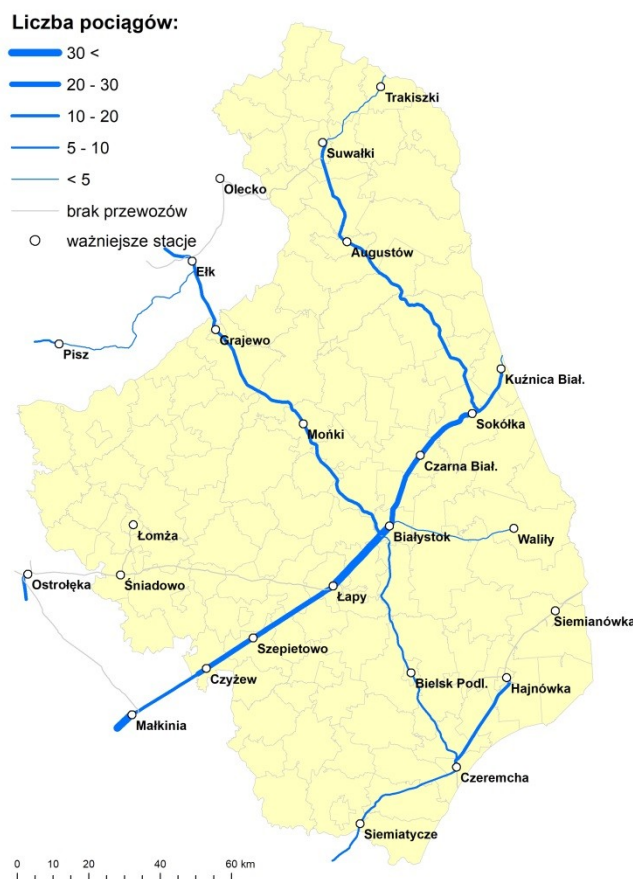 Liczba pociągów:
30 <
20 - 30
10 - 20
5 - 10
< 5
brak przewozów
ważniejsze stacje
Trakiszki
Suwałki
Olecko
Augustów
Ełk
Grajewo
Pisz
Kuźnica Biał.
Sokółka
Mońki
Czarna Biał.
Łomża
Białystok
Waliły
Ostrołęka
Śniadowo
Łapy
Siemianówka
Szepietowo
Czyżew
Bielsk Podl.
Hajnówka
Małkinia
Czeremcha
Siemiatycze
0 10 20 40 60 km